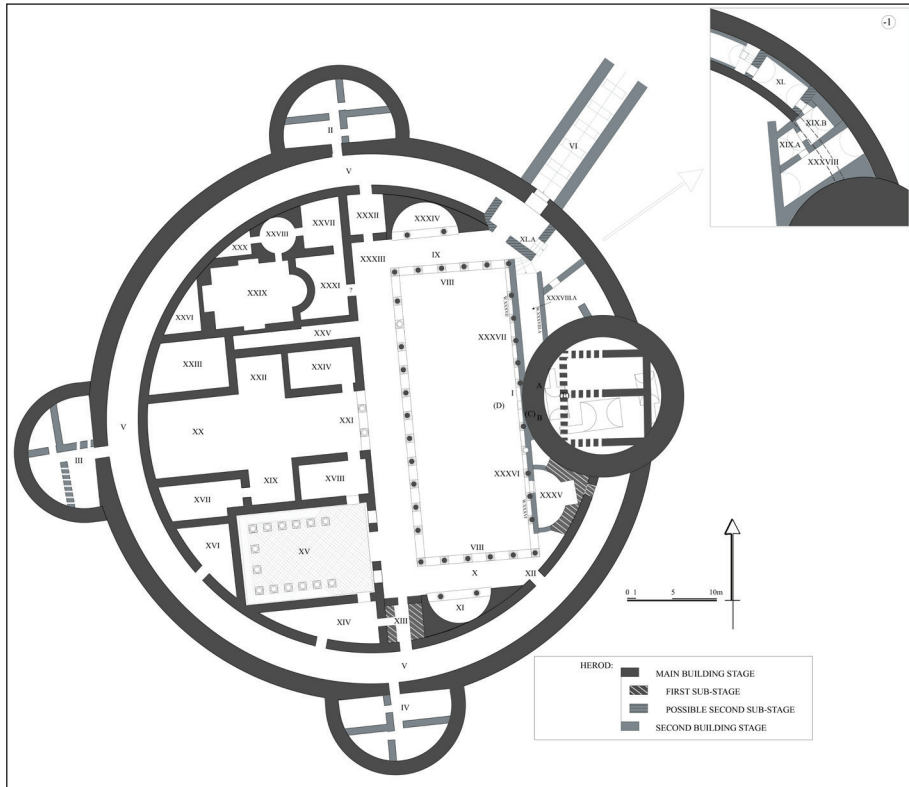 -1
XL
XIX.B
XIX.A
XXXVIII
VI
II
V
XXXII
XXXIV
XXVII
XXVIII
XXX
XXXIII
IX
XL.A
VIII
XXXI
XXIX
?
XXXVIII.A
XXVI
XXV
XXXVII
XXIII
XXIV
XXII
I
A
(D)
(C)
B
XXI
V
XX
III
XXXVI
XIX
XVIII
XXXV
XVII
XVI
XV
VIII
X
XII
XI
XIV
XIII
V
IV
0 1 5 10m
HEROD:
MAIN BUILDING STAGE
FIRST SUB-STAGE
POSSIBLE SECOND SUB-STAGE
SECOND BUILDING STAGE